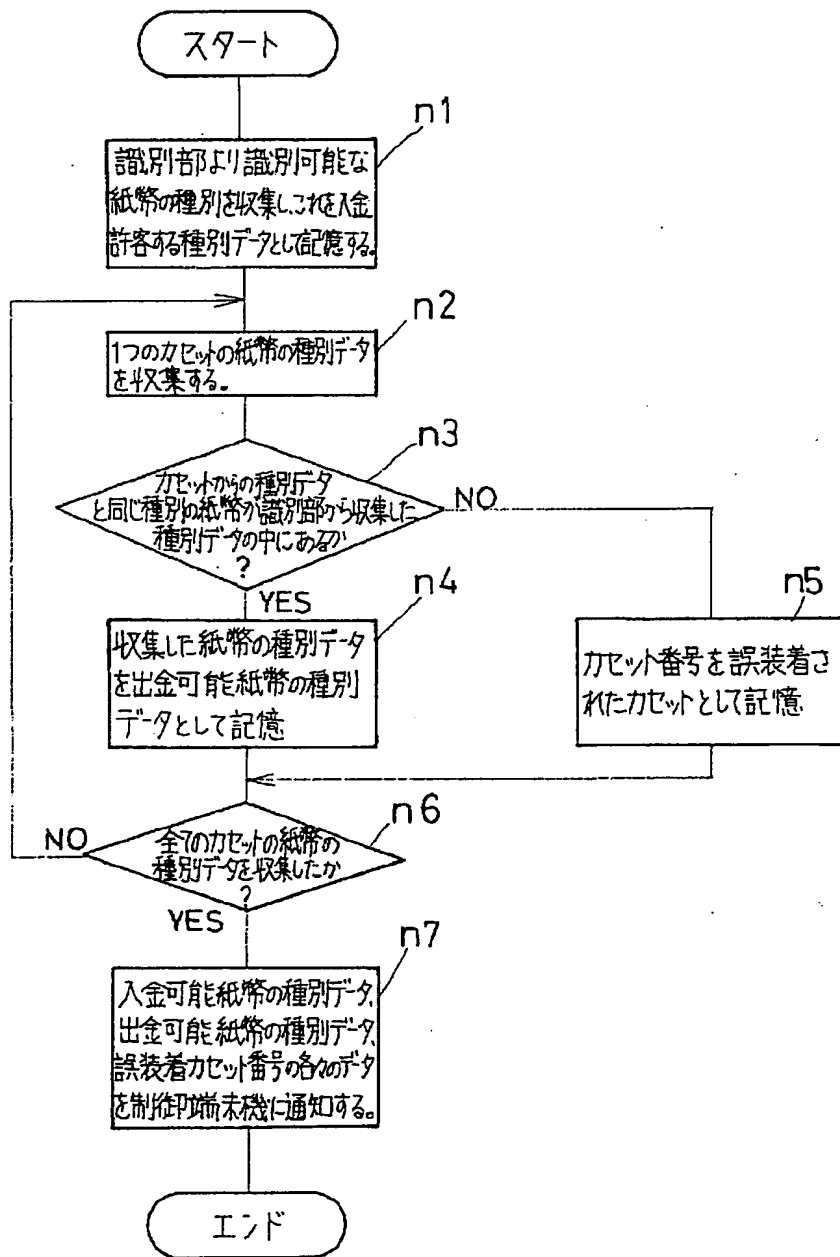 スタート
n1
識別部より識別可能な
紙幣の種別を収集し、これを入金
許容する種別データとして記憶する。
n2
1つのカセットの紙幣の種別データ
を収集する。
n3
カセットからの種別データ
と同じ種別の紙幣が識別部から収集した
種別データの中にあるか
?
NO
YES
n4
収集した紙幣の種別データ
を出金可能紙幣の種別
データとして記憶
n5
カセット番号を誤装着さ
れたカセットとして記憶
n6
全てのカセットの紙幣の
種別データを収集したか
?
NO
YES
n7
入金可能紙幣の種別データ、
出金可能紙幣の種別データ、
誤装着カセット番号の各々のデータ
を制御端末機に通知する。
エンド